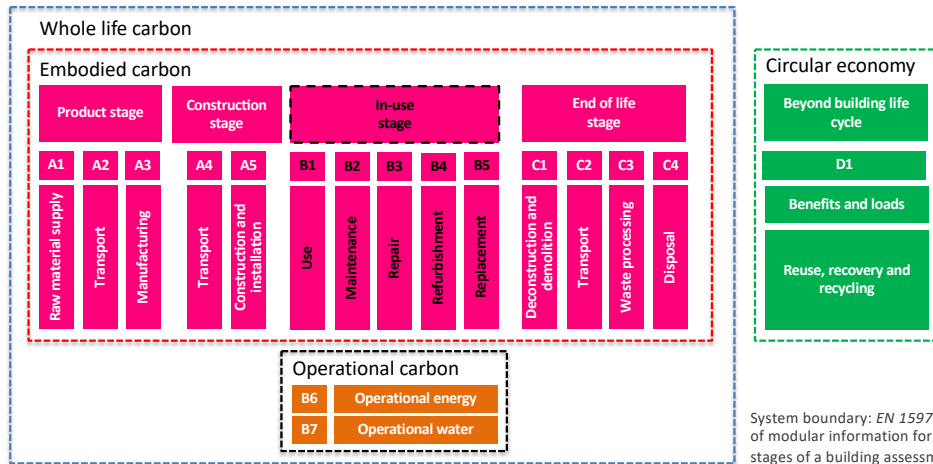 Whole life carbon
Embodied carbon
Product stage
Construction
stage
In-use
stage
End of life
stage
A1
A2
A3
A4
A5
B1
B2
B3
B4
B5
C1
C2
C3
C4
Raw material supply
Transport
Manufacturing
Transport
Construction and
installation
Use
Maintenance
Repair
Refurbishment
Replacement
Deconstruction and
demolition
Transport
Waste processing
Disposal
Operational carbon
B6 Operational energy
B7 Operational water
Circular economy
Beyond building life
cycle
D1
Benefits and loads
Reuse, recovery and
recycling
System boundary: EN 1597
of modular information for
stages of a building assessm